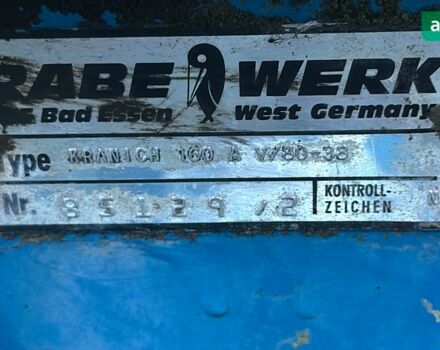 RABE WERK
Bad Essen West Germany
Type KRANICH 160 A V/80-38
Nr. 85129/2 KONTROLL-
ZEICHEN